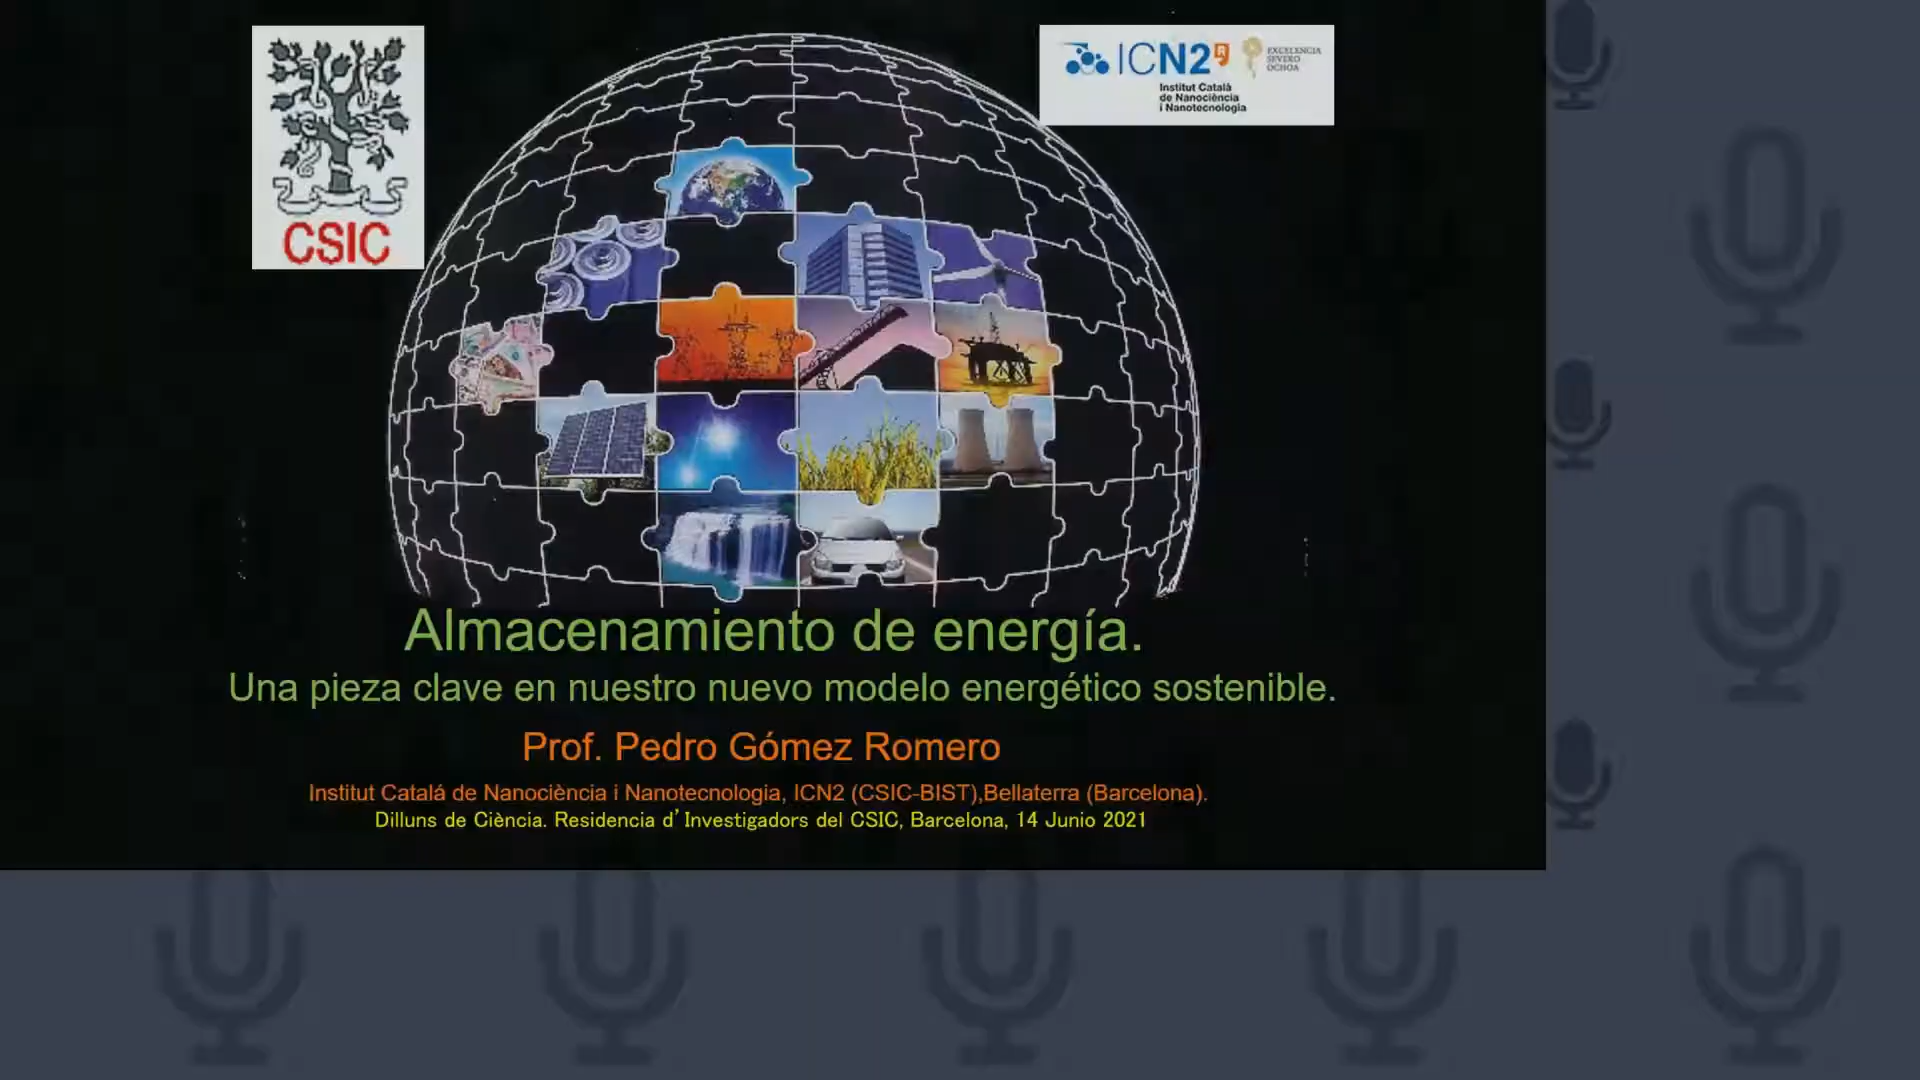 CSIC
ICN2
EXCELENCIA
SEVERO
OCHOA
Institut Català
de Nanociència
i Nanotecnologia
Almacenamiento de energía.
Una pieza clave en nuestro nuevo modelo energético sostenible.
Prof. Pedro Gómez Romero
Institut Catalá de Nanociència i Nanotecnologia, ICN2 (CSIC-BIST),Bellaterra (Barcelona).
Dilluns de Ciència. Residencia d’Investigadors del CSIC, Barcelona, 14 Junio 2021